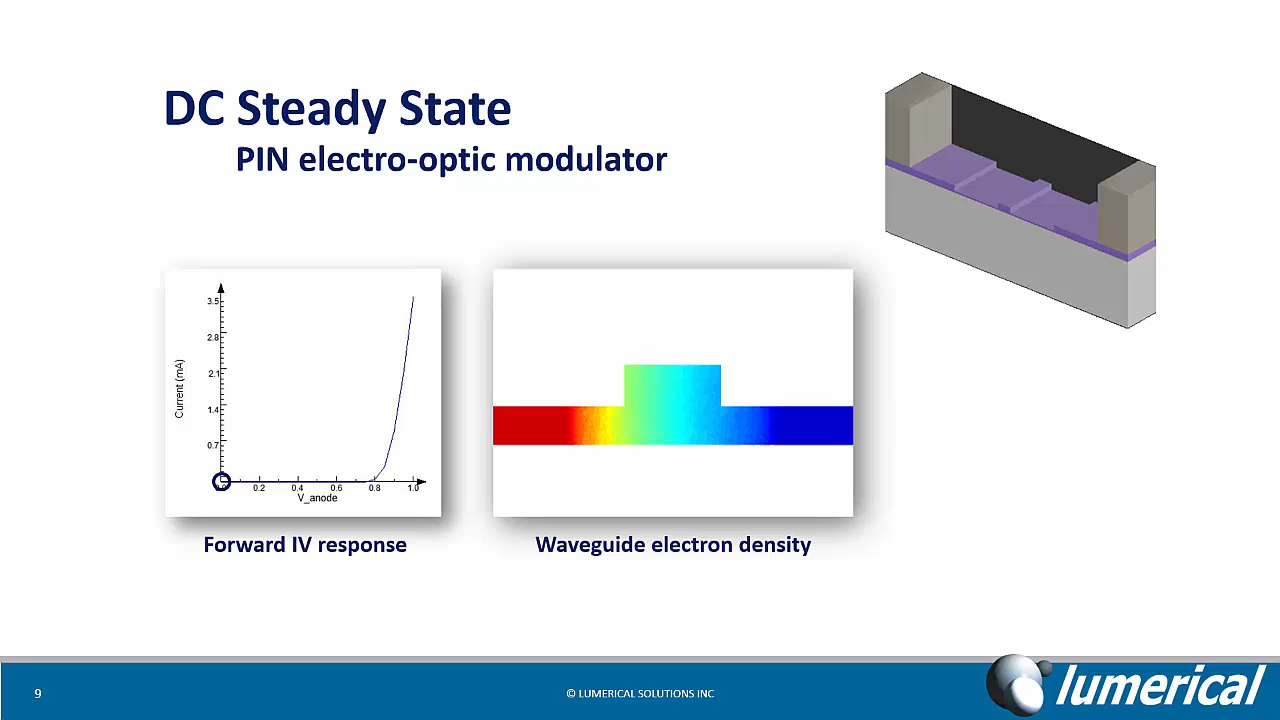 DC Steady State
PIN electro-optic modulator
3.5
2.8
2.1
1.4
0.7
Current (mA)
0.2 0.4 0.6 0.8 1.0
V_anode
Forward IV response
Waveguide electron density
9
© LUMERICAL SOLUTIONS INC
lumerical